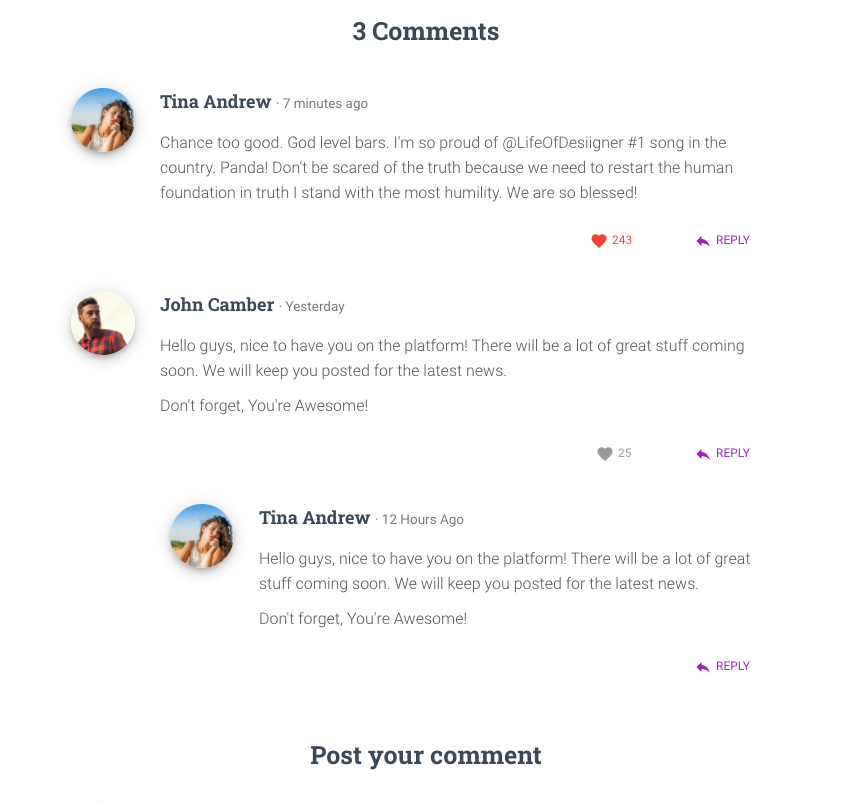 3 Comments
Tina Andrew · 7 minutes ago
Chance too good. God level bars. I'm so proud of @LifeOfDesiigner #1 song in the
country. Panda! Don't be scared of the truth because we need to restart the human
foundation in truth I stand with the most humility. We are so blessed!
243 REPLY
John Camber · Yesterday
Hello guys, nice to have you on the platform! There will be a lot of great stuff coming
soon. We will keep you posted for the latest news.
Don't forget, You're Awesome!
25 REPLY
Tina Andrew · 12 Hours Ago
Hello guys, nice to have you on the platform! There will be a lot of great
stuff coming soon. We will keep you posted for the latest news.
Don't forget, You're Awesome!
REPLY
Post your comment